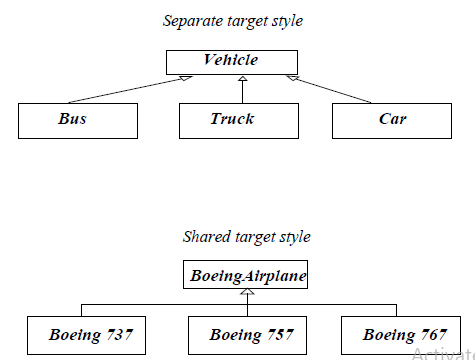 Separate target style
Vehicle
Bus
Truck
Car
Shared target style
BoeingAirplane
Boeing 737
Boeing 757
Boeing 767